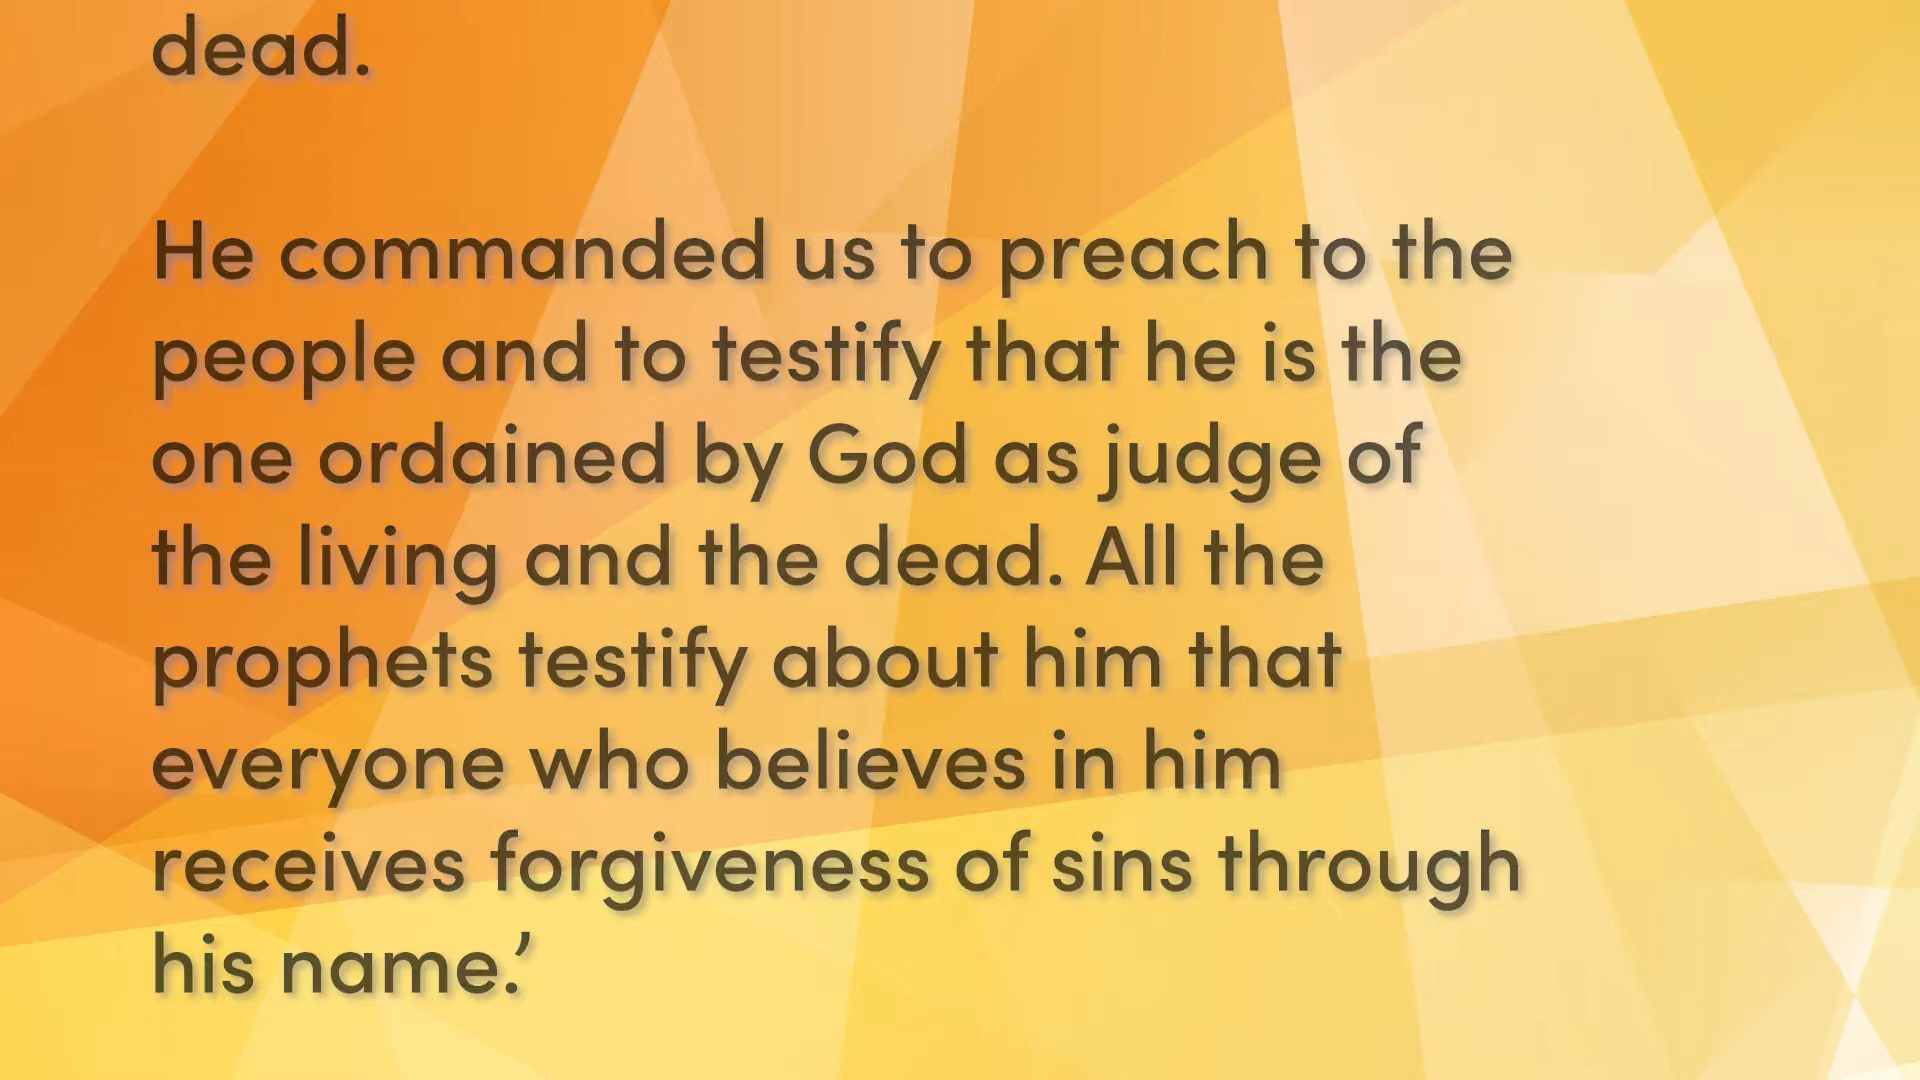 dead.
He commanded us to preach to the
people and to testify that he is the
one ordained by God as judge of
the living and the dead. All the
prophets testify about him that
everyone who believes in him
receives forgiveness of sins through
his name.’